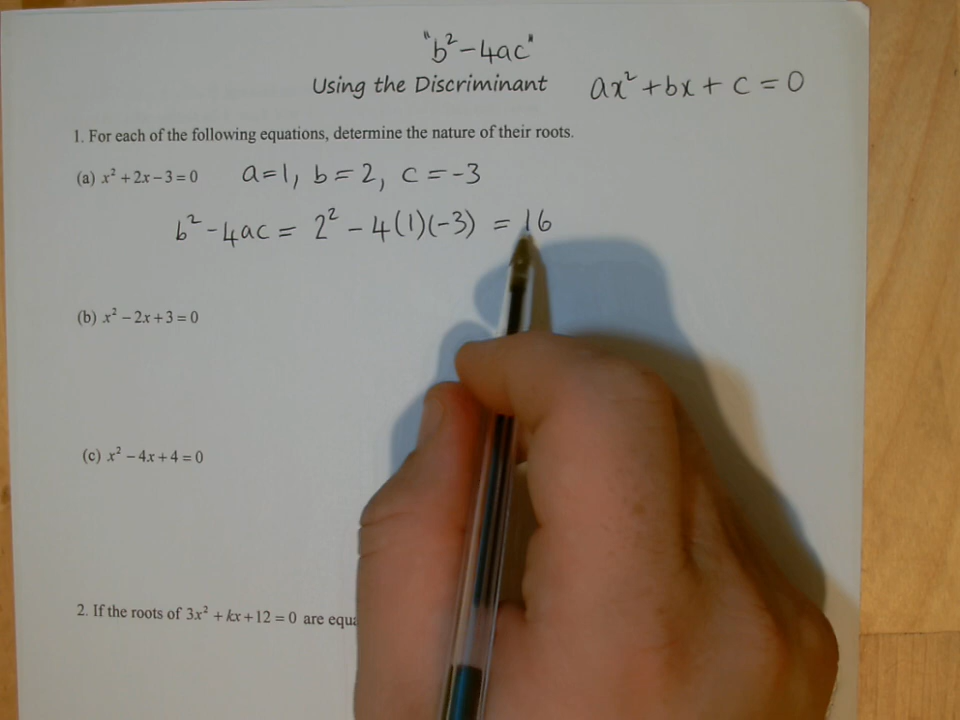 "b² - 4ac"
Using the Discriminant ax² + bx + c = 0
1. For each of the following equations, determine the nature of their roots.
(a) x² + 2x − 3 = 0 a = 1, b = 2, c = -3
b² - 4ac = 2² - 4(1)(-3) = 16
(b) x² − 2x + 3 = 0
(c) x² − 4x + 4 = 0
2. If the roots of 3x² + kx + 12 = 0 are